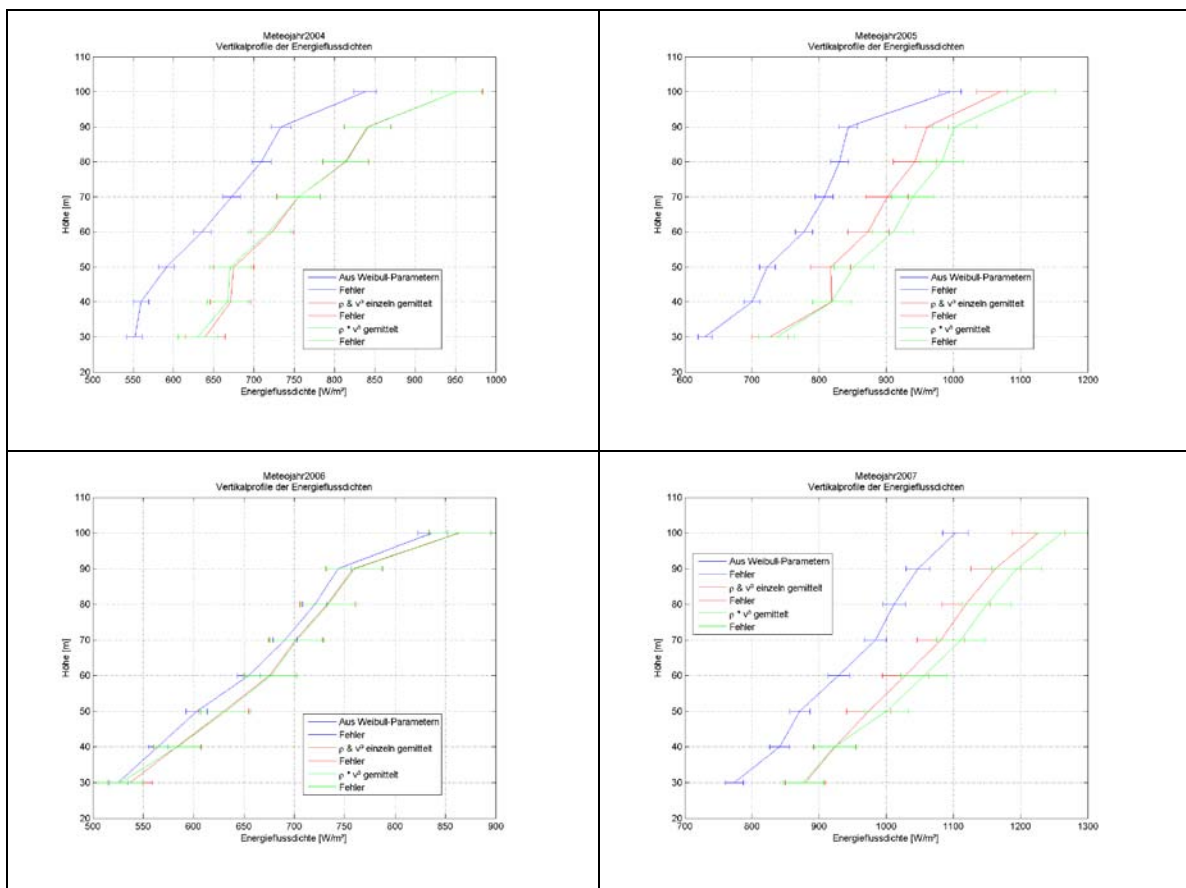 Meteojahr2004
Vertikalprofile der Energieflussdichten
110
100
90
80
70
60
50
40
30
20
Höhe [m]
Aus Weibull-Parametern
Fehler
ρ & v³ einzeln gemittelt
Fehler
ρ * v³ gemittelt
Fehler
500 550 600 650 700 750 800 850 900 950 1000
Energieflussdichte [W/m²]
Meteojahr2005
Vertikalprofile der Energieflussdichten
110
100
90
80
70
60
50
40
30
20
Höhe [m]
Aus Weibull-Parametern
Fehler
ρ & v³ einzeln gemittelt
Fehler
ρ * v³ gemittelt
Fehler
600 700 800 900 1000 1100 1200
Energieflussdichte [W/m²]
Meteojahr2006
Vertikalprofile der Energieflussdichten
110
100
90
80
70
60
50
40
30
20
Höhe [m]
Aus Weibull-Parametern
Fehler
ρ & v³ einzeln gemittelt
Fehler
ρ * v³ gemittelt
Fehler
500 550 600 650 700 750 800 850 900
Energieflussdichte [W/m²]
Meteojahr2007
Vertikalprofile der Energieflussdichten
110
100
90
80
70
60
50
40
30
20
Höhe [m]
Aus Weibull-Parametern
Fehler
ρ & v³ einzeln gemittelt
Fehler
ρ * v³ gemittelt
Fehler
700 800 900 1000 1100 1200 1300
Energieflussdichte [W/m²]